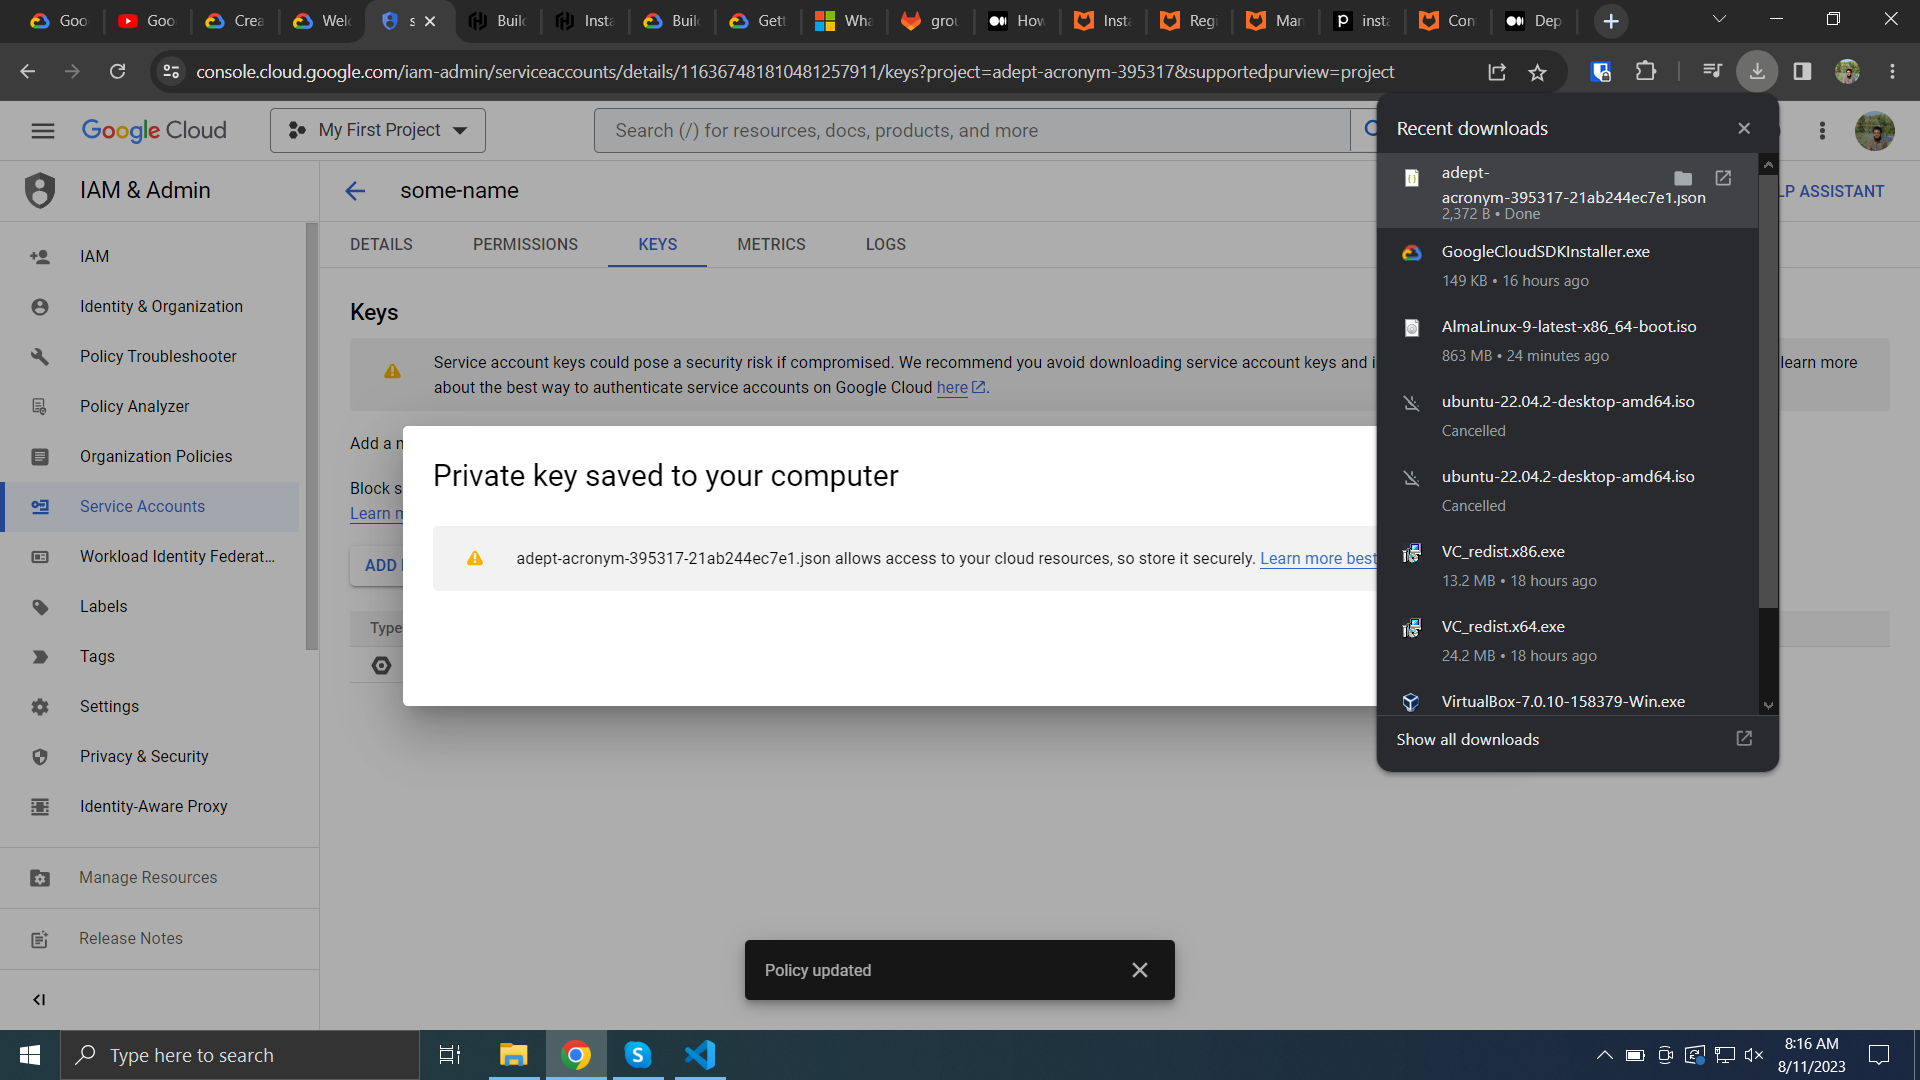 Goo
Goo
Crea
Welc
s
Build
Insta
Build
Gett
Wha
grou
How
Insta
Regi
Man
insta
Con
Dep
console.cloud.google.com/iam-admin/serviceaccounts/details/116367481810481257911/keys?project=adept-acronym-395317&supportedpurview=project
Google Cloud
My First Project
Search (/) for resources, docs, products, and more
IAM & Admin
some-name
LP ASSISTANT
DETAILS
PERMISSIONS
KEYS
METRICS
LOGS
IAM
Identity & Organization
Policy Troubleshooter
Policy Analyzer
Organization Policies
Service Accounts
Workload Identity Federat...
Labels
Tags
Settings
Privacy & Security
Identity-Aware Proxy
Manage Resources
Release Notes
Keys
Service account keys could pose a security risk if compromised. We recommend you avoid downloading service account keys and i
learn more
about the best way to authenticate service accounts on Google Cloud here.
Add a n
Block s
Learn m
ADD
Type
Private key saved to your computer
adept-acronym-395317-21ab244ec7e1.json allows access to your cloud resources, so store it securely. Learn more best
Recent downloads
adept-
acronym-395317-21ab244ec7e1.json
2,372 B • Done
GoogleCloudSDKInstaller.exe
149 KB • 16 hours ago
AlmaLinux-9-latest-x86_64-boot.iso
863 MB • 24 minutes ago
ubuntu-22.04.2-desktop-amd64.iso
Cancelled
ubuntu-22.04.2-desktop-amd64.iso
Cancelled
VC_redist.x86.exe
13.2 MB • 18 hours ago
VC_redist.x64.exe
24.2 MB • 18 hours ago
VirtualBox-7.0.10-158379-Win.exe
Show all downloads
Policy updated
Type here to search
8:16 AM
8/11/2023